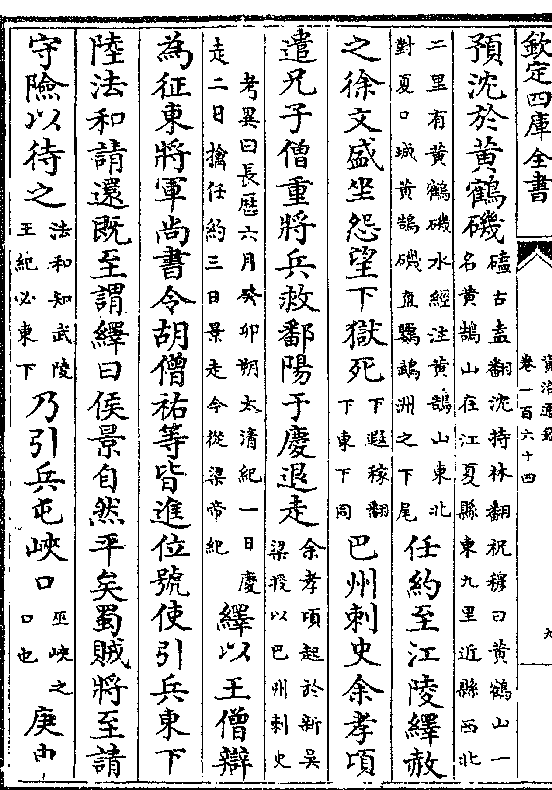 欽定四庫全書
資治通鑑
卷一百六十四
九
預沈於黄鶴磯磕古盍翻沈持林翻祝穆曰黄鶴山一名黄鵠山在江夏縣東九里近縣西北
二里有黄鶴磯水經注黄鵠山東北對夏口城黄鵠磯直鸚鵡洲之下尾任約至江陵繹赦
之徐文盛坐怨望下獄死下遐稼翻下東下同巴州刺史余孝頃
遣兄子僧重將兵救鄱陽于慶退走余孝頃起於新吳梁授以巴州刺史
考異曰長厯六月癸卯朔太清紀一日慶走二日擒任約三日景走今從梁帝紀繹以王僧辯
為征東將軍尚書令胡僧祐等皆進位號使引兵東下
陸法和請還既至謂繹曰侯景自然平矣蜀賊將至請
守險以待之法和知武陵王紀必東下乃引兵屯峽口巫峽之口也庚申